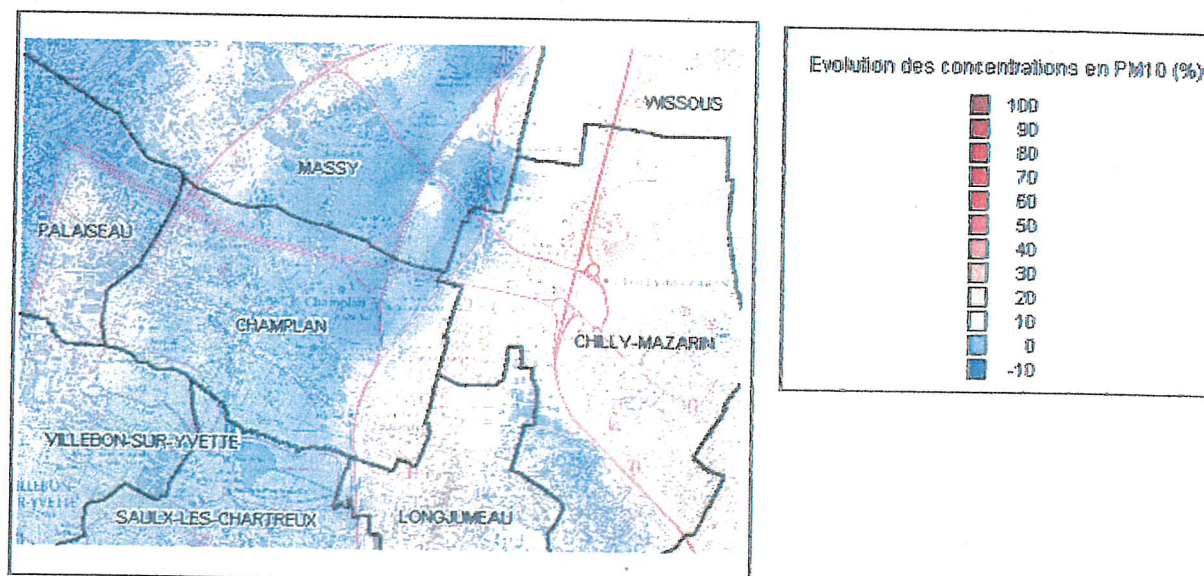 WISSOUS
MASSY
PALAISEAU
Champlan
CHAMPLAN
CHILLY-MAZARIN
VILLEBON-SUR-YVETTE
SAULX-LES-CHARTREUX
LONGJUMEAU
Evolution des concentrations en PM10 (%)
100
90
80
70
60
50
40
30
20
10
0
-10